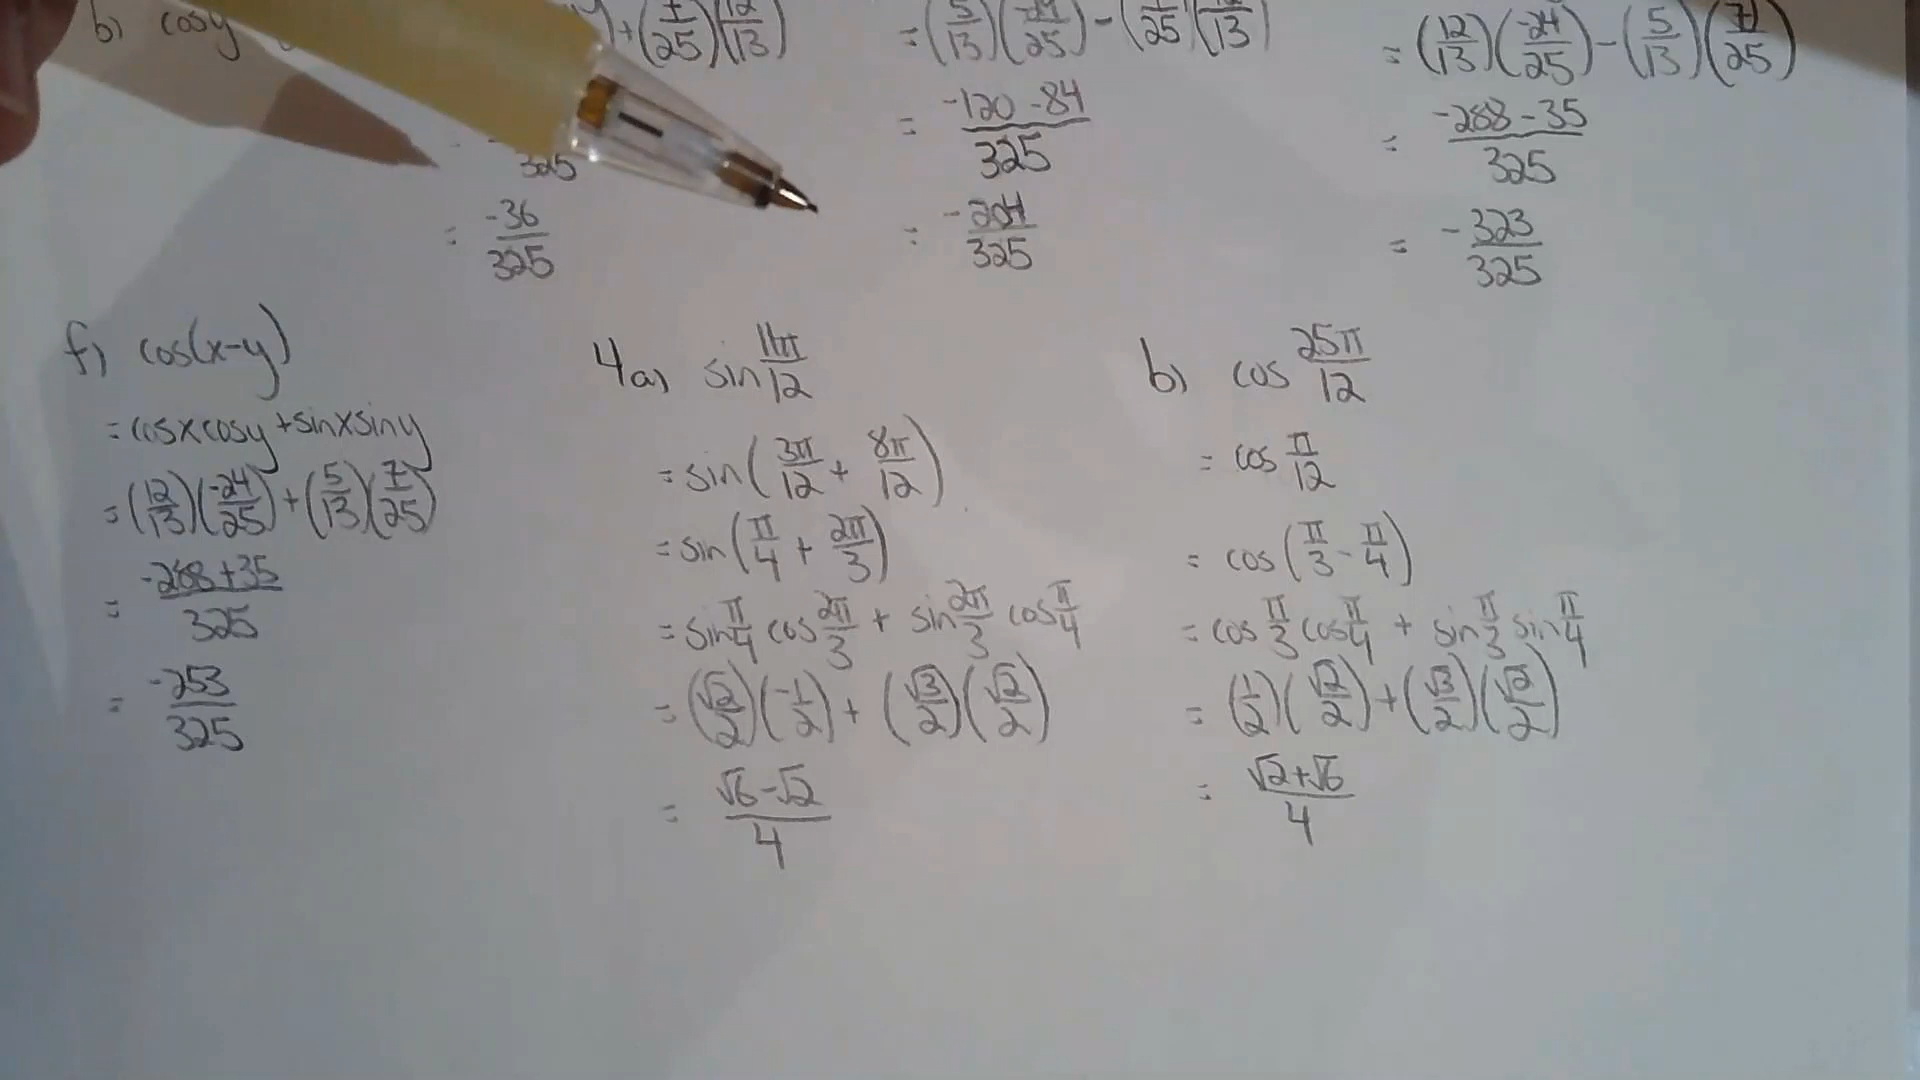 b) cosy
+(7/25)(12/13)
325
= -36/325
=(5/13)(-24/25)-(7/25)(12/13)
= -120-84/325
= -204/325
=(12/13)(-24/25)-(5/13)(7/25)
= -288-35/325
= -323/325
f) cos(x-y)
=cosxcosy+sinxsiny
=(12/13)(-24/25)+(5/13)(7/25)
= -288+35/325
= -253/325
4a) sin 11π/12
=sin(3π/12 + 8π/12)
=sin(π/4 + 2π/3)
=sin π/4 cos 2π/3 + sin 2π/3 cos π/4
=(√2/2)(-1/2)+(√3/2)(√2/2)
= √6-√2/4
b) cos 25π/12
= cos π/12
= cos(π/3 - π/4)
=cos π/3 cos π/4 + sin π/3 sin π/4
= (1/2)(√2/2)+(√3/2)(√2/2)
= √2+√6/4